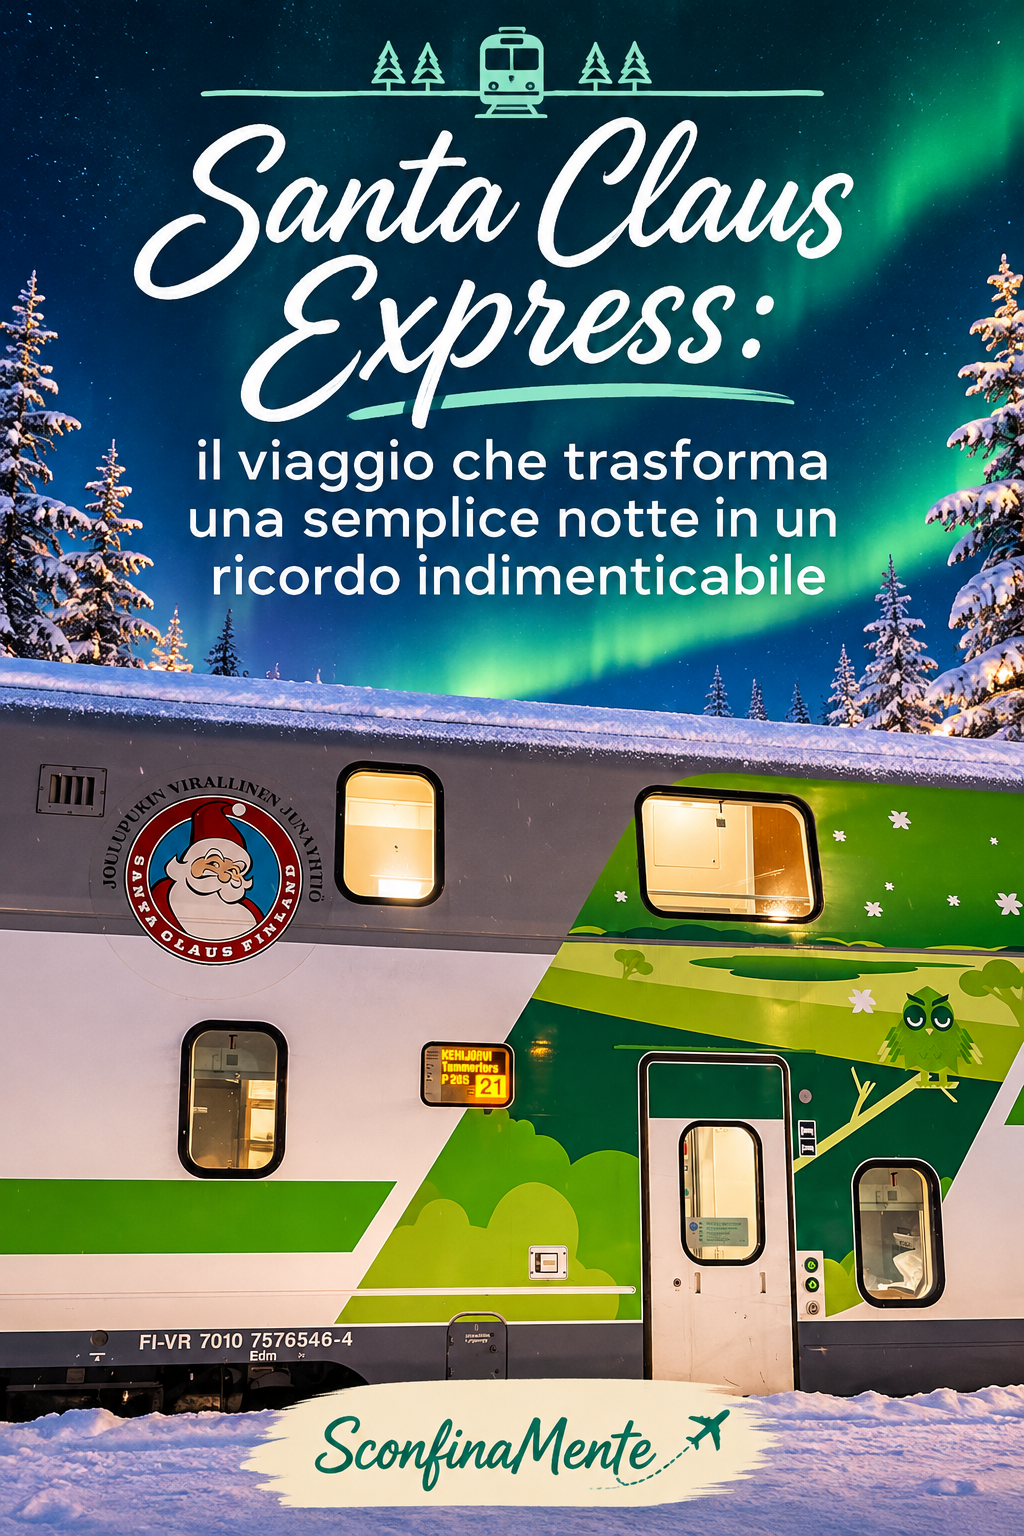 Santa Claus
Express:
il viaggio che trasforma
una semplice notte in un
ricordo indimenticabile
JOULUPUKIN VIRALLINEN JUNAYHTIÖ
SANTA CLAUS FINLAND
KEMIJORVI
Tammerfors
21
FI-VR 7010 7576546-4
Edm
SconfinaMente